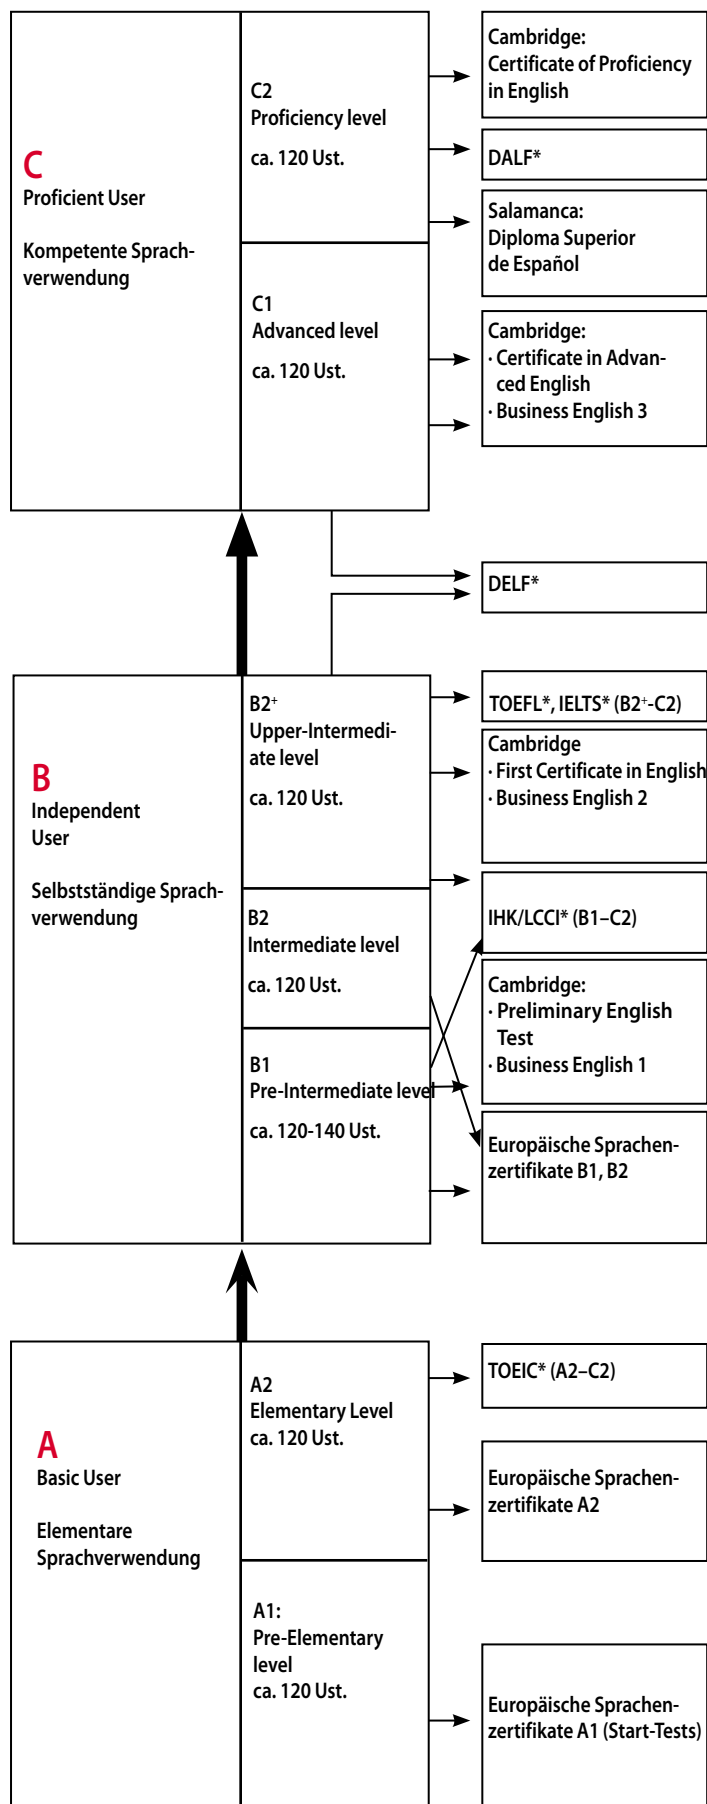 C
Proficient User
Kompetente Sprach-
verwendung
C2
Proficiency level
ca. 120 Ust.
C1
Advanced level
ca. 120 Ust.
Cambridge:
Certificate of Proficiency
in English
DALF*
Salamanca:
Diploma Superior
de Español
Cambridge:
· Certificate in Advan-
ced English
· Business English 3
DELF*
B
Independent
User
Selbstständige Sprach-
verwendung
B2⁺
Upper-Intermedi-
ate level
ca. 120 Ust.
B2
Intermediate level
ca. 120 Ust.
B1
Pre-Intermediate level
ca. 120-140 Ust.
TOEFL*, IELTS* (B2⁺-C2)
Cambridge
· First Certificate in English
· Business English 2
IHK/LCCI* (B1–C2)
Cambridge:
· Preliminary English
Test
· Business English 1
Europäische Sprachen-
zertifikate B1, B2
A
Basic User
Elementare
Sprachverwendung
A2
Elementary Level
ca. 120 Ust.
A1:
Pre-Elementary
level
ca. 120 Ust.
TOEIC* (A2–C2)
Europäische Sprachen-
zertifikate A2
Europäische Sprachen-
zertifikate A1 (Start-Tests)